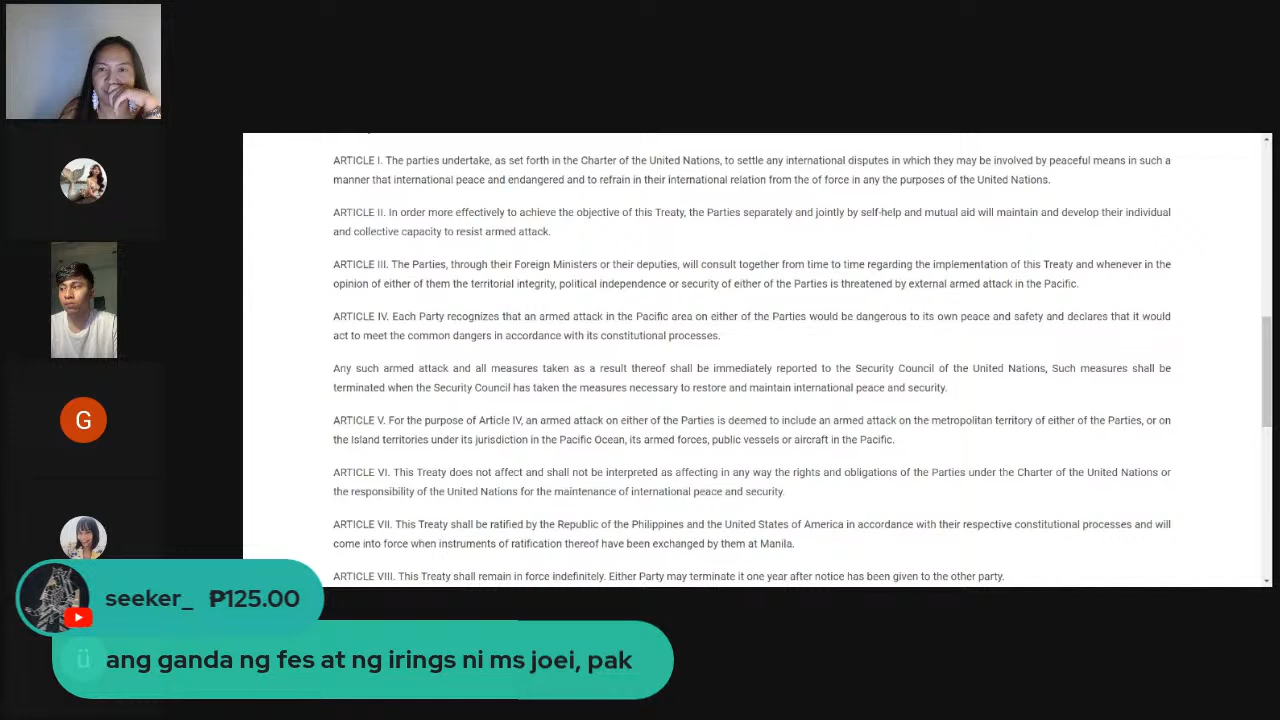 ARTICLE I. The parties undertake, as set forth in the Charter of the United Nations, to settle any international disputes in which they may be involved by peaceful means in such a
manner that international peace and endangered and to refrain in their international relation from the of force in any the purposes of the United Nations.
ARTICLE II. In order more effectively to achieve the objective of this Treaty, the Parties separately and jointly by self-help and mutual aid will maintain and develop their individual
and collective capacity to resist armed attack.
ARTICLE III. The Parties, through their Foreign Ministers or their deputies, will consult together from time to time regarding the implementation of this Treaty and whenever in the
opinion of either of them the territorial integrity, political independence or security of either of the Parties is threatened by external armed attack in the Pacific.
ARTICLE IV. Each Party recognizes that an armed attack in the Pacific area on either of the Parties would be dangerous to its own peace and safety and declares that it would
act to meet the common dangers in accordance with its constitutional processes.
Any such armed attack and all measures taken as a result thereof shall be immediately reported to the Security Council of the United Nations, Such measures shall be
terminated when the Security Council has taken the measures necessary to restore and maintain international peace and security.
ARTICLE V. For the purpose of Article IV, an armed attack on either of the Parties is deemed to include an armed attack on the metropolitan territory of either of the Parties, or on
the Island territories under its jurisdiction in the Pacific Ocean, its armed forces, public vessels or aircraft in the Pacific.
ARTICLE VI. This Treaty does not affect and shall not be interpreted as affecting in any way the rights and obligations of the Parties under the Charter of the United Nations or
the responsibility of the United Nations for the maintenance of international peace and security.
ARTICLE VII. This Treaty shall be ratified by the Republic of the Philippines and the United States of America in accordance with their respective constitutional processes and will
come into force when instruments of ratification thereof have been exchanged by them at Manila.
ARTICLE VIII. This Treaty shall remain in force indefinitely. Either Party may terminate it one year after notice has been given to the other party.
G
seeker_ ₱125.00
ü ang ganda ng fes at ng irings ni ms joei, pak